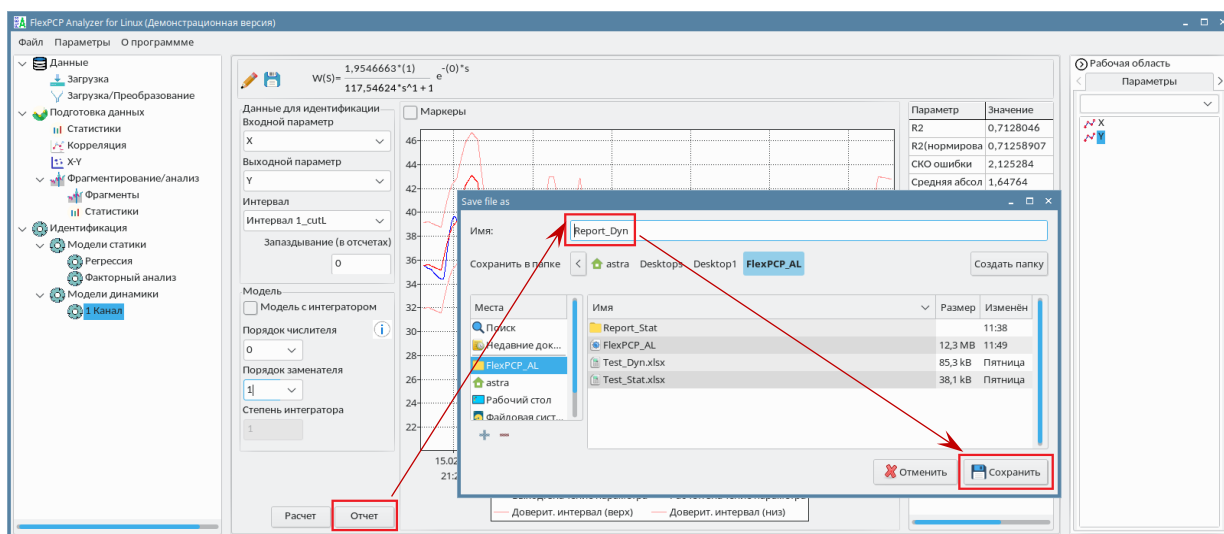 FlexPCP Analyzer for Linux (Демонстрационная версия)
Файл Параметры О программме
Данные
Загрузка
Загрузка/Преобразование
Подготовка данных
Статистики
Корреляция
X-Y
Фрагментирование/анализ
Фрагменты
Статистики
Идентификация
Модели статики
Регрессия
Факторный анализ
Модели динамики
1 Канал
W(S)= 1,9546663*(1) e -(0)*s
117,54624*s^1 + 1
Данные для идентификации
Входной параметр
X
Выходной параметр
Y
Интервал
Интервал 1_cutL
Запаздывание (в отсчетах)
0
Модель
Модель с интегратором
Порядок числителя
0
Порядок заменателя
1
Степень интегратора
1
Расчет Отчет
Маркеры
46
44
42
40
38
36
34
32
30
28
26
24
22
15.02
21:2
Доверит. интервал (верх) Доверит. интервал (низ)
Параметр Значение
R2 0,7128046
R2(нормирова 0,71258907
СКО ошибки 2,125284
Средняя абсол 1,64764
Save file as
Имя:
Report_Dyn
Сохранить в папке astra Desktops Desktop1 FlexPCP_AL Создать папку
Места
Поиск
Недавние док...
FlexPCP_AL
astra
Рабочий стол
Файловая сист...
Имя Размер Изменён
Report_Stat 11:38
FlexPCP_AL 12,3 MB 11:49
Test_Dyn.xlsx 85,3 kB Пятница
Test_Stat.xlsx 38,1 kB Пятница
Отменить Сохранить
Рабочая область
Параметры
X
Y